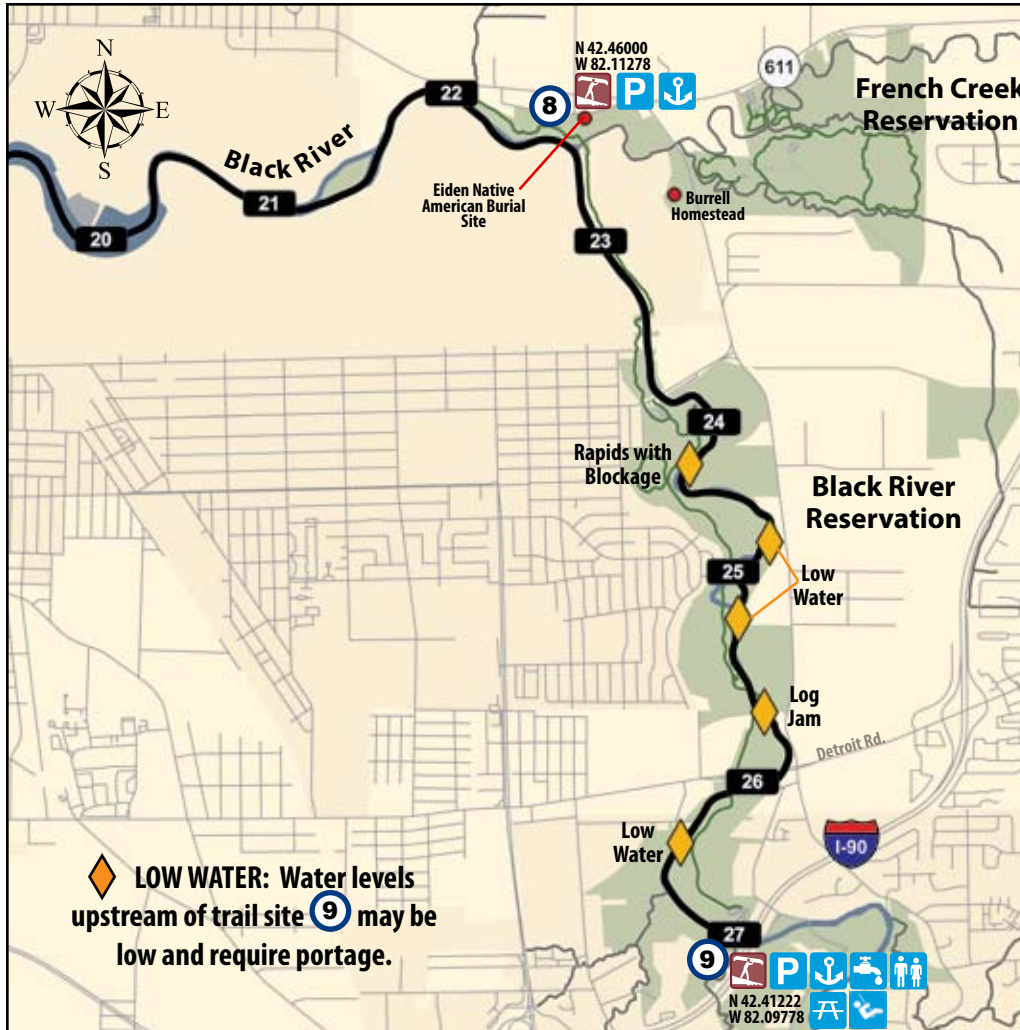 N
W
E
S
N 42.46000
W 82.11278
8
P
611
French Creek
Reservation
22
Black River
21
20
Eiden Native
American Burial
Site
Burrell
Homestead
23
24
Rapids with
Blockage
Black River
Reservation
25
Low
Water
Log
Jam
Detroit Rd.
26
Low
Water
I-90
LOW WATER: Water levels
upstream of trail site 9 may be
low and require portage.
27
9
P
N 42.41222
W 82.09778